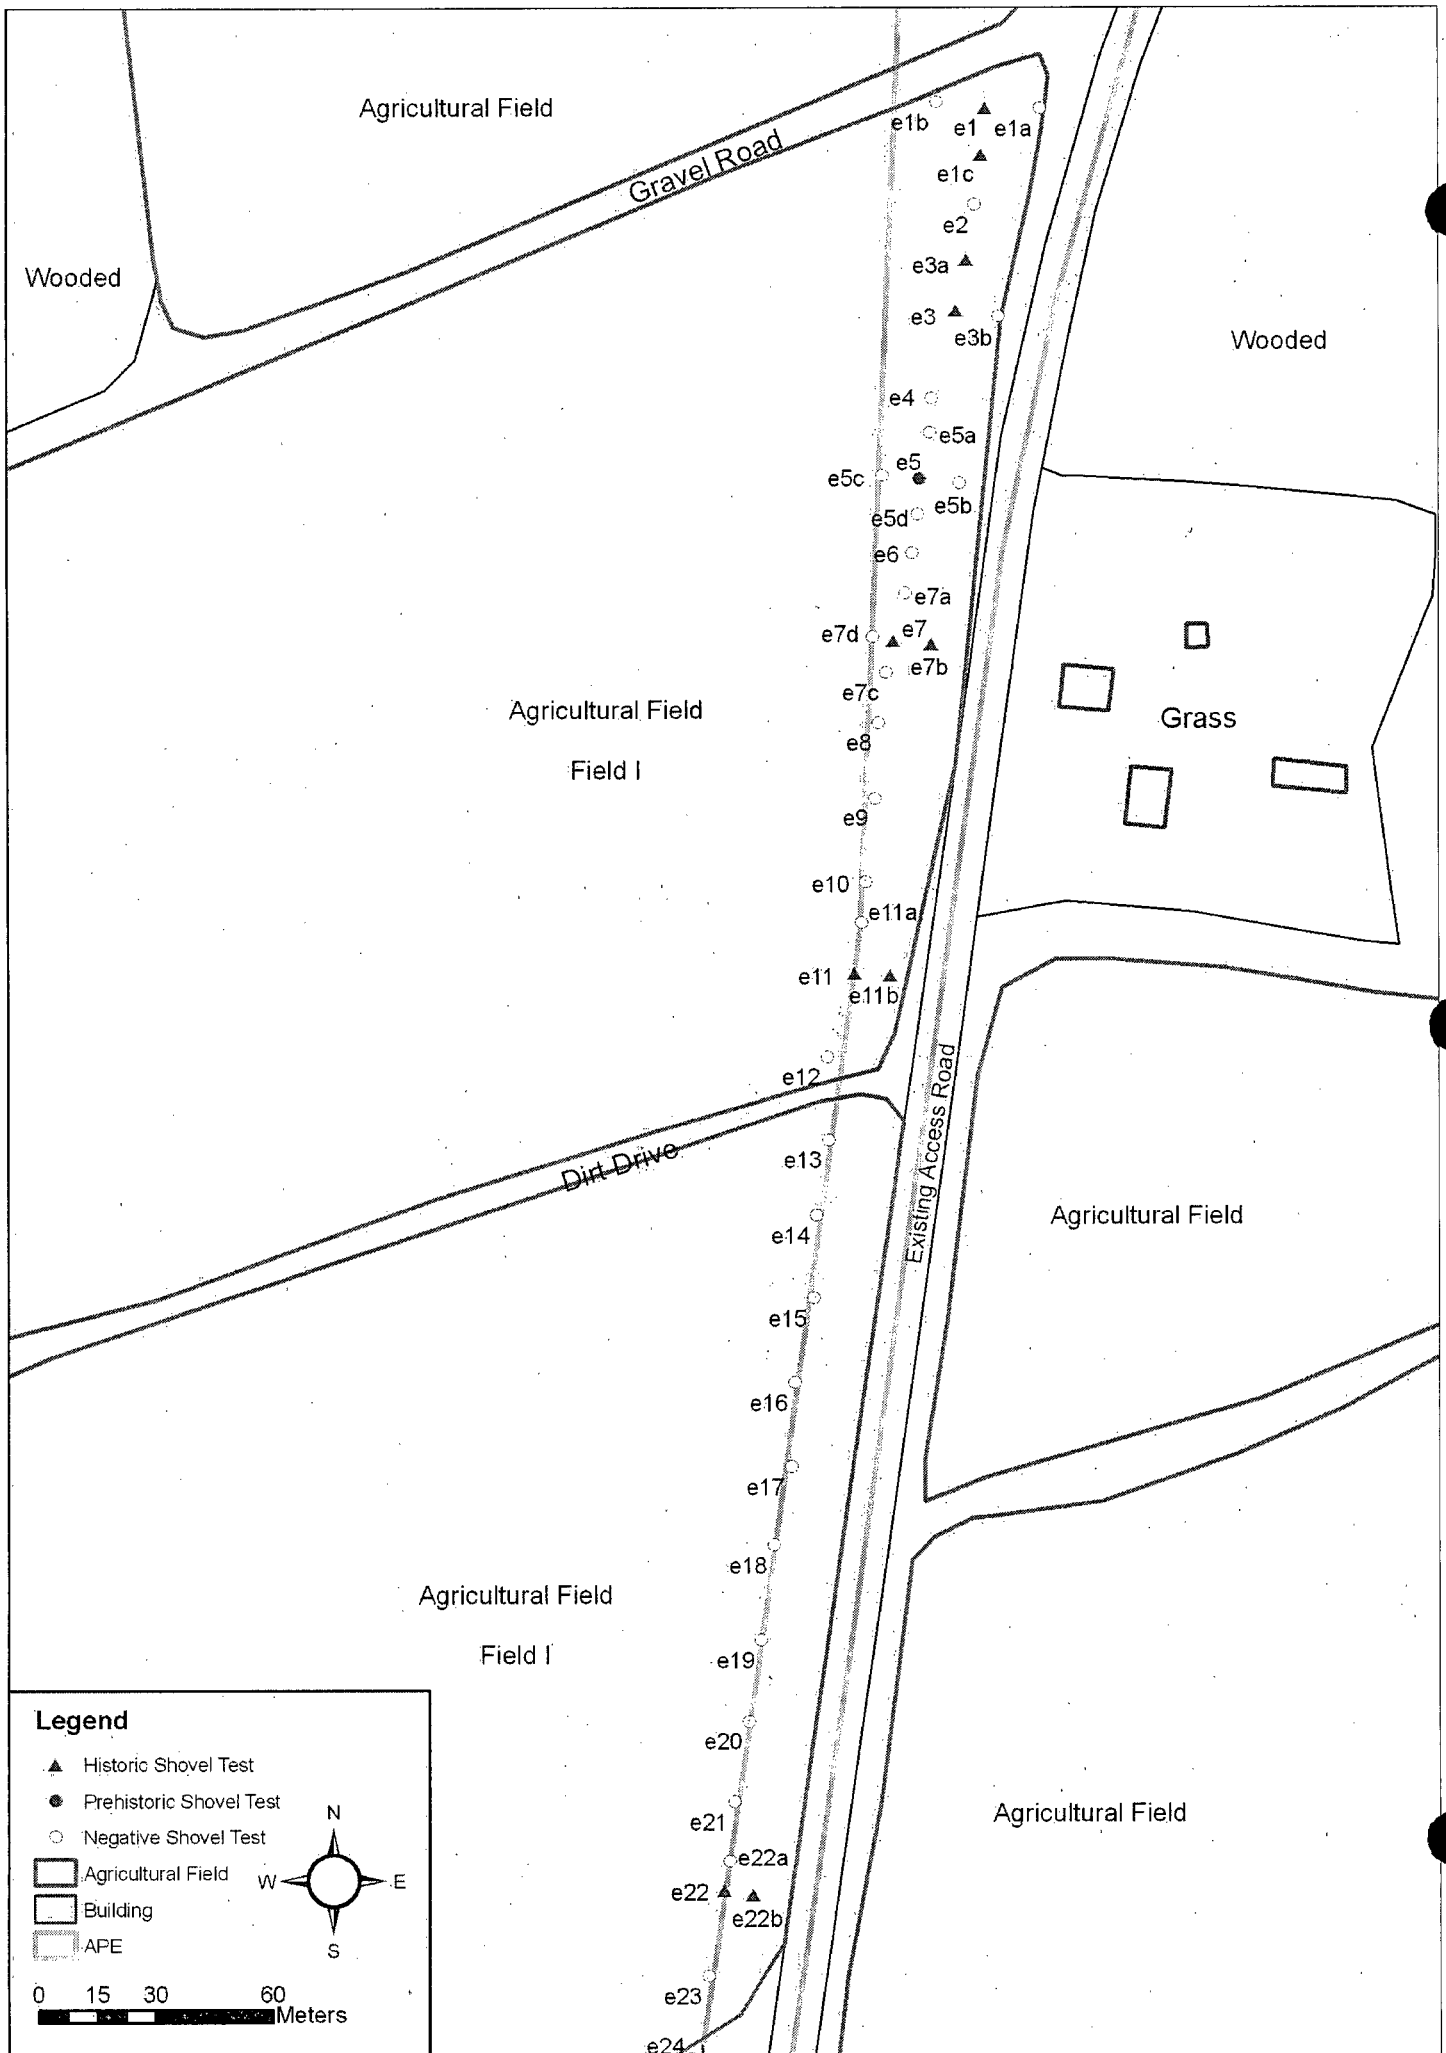 Agricultural Field
e1b
e1
e1a
Gravel Road
e1c
e2
Wooded
e3a
e3
e3b
Wooded
e4
e5a
e5
e5c
e5b
e5d
e6
e7a
e7d
e7
e7b
e7c
Agricultural Field
Grass
e8
Field I
e9
e10
e11a
e11
e11b
e12
Existing Access Road
Dirt Drive
e13
Agricultural Field
e14
e15
e16
e17
e18
Agricultural Field
Field I
e19
e20
Agricultural Field
e21
e22a
e22
e22b
e23
e24
Legend
Historic Shovel Test
Prehistoric Shovel Test
Negative Shovel Test
Agricultural Field
Building
APE
N
W
E
S
0 15 30 60
Meters